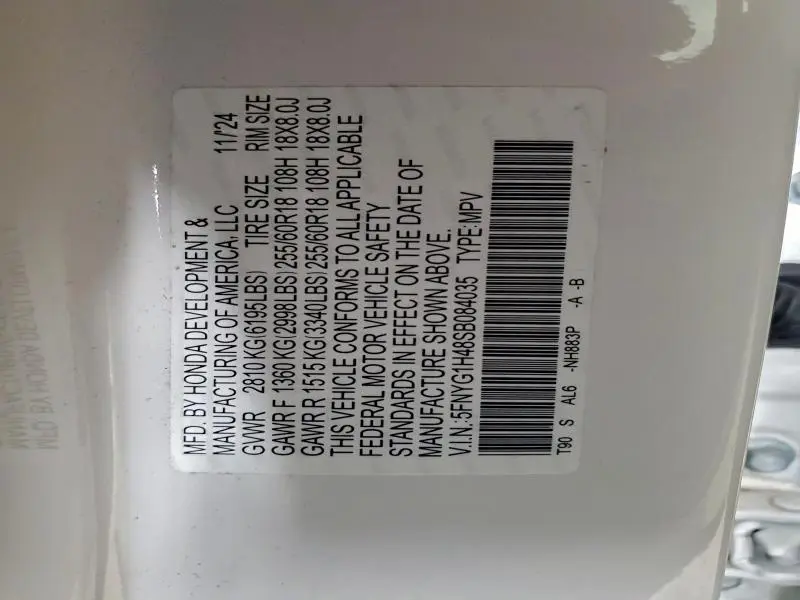 MFD. BY HONDA DEVELOPMENT &
MANUFACTURING OF AMERICA, LLC 11/'24
GVWR 2810 KG(6195LBS) TIRE SIZE RIM SIZE
GAWR F 1360 KG(2998LBS) 255/60R18 108H 18X8.0J
GAWR R 1515 KG(3340LBS) 255/60R18 108H 18X8.0J
THIS VEHICLE CONFORMS TO ALL APPLICABLE
FEDERAL MOTOR VEHICLE SAFETY
STANDARDS IN EFFECT ON THE DATE OF
MANUFACTURE SHOWN ABOVE.
V.I.N.:5FNYG1H48SB084035 TYPE:MPV
T90 S AL6 -NH883P -A -B